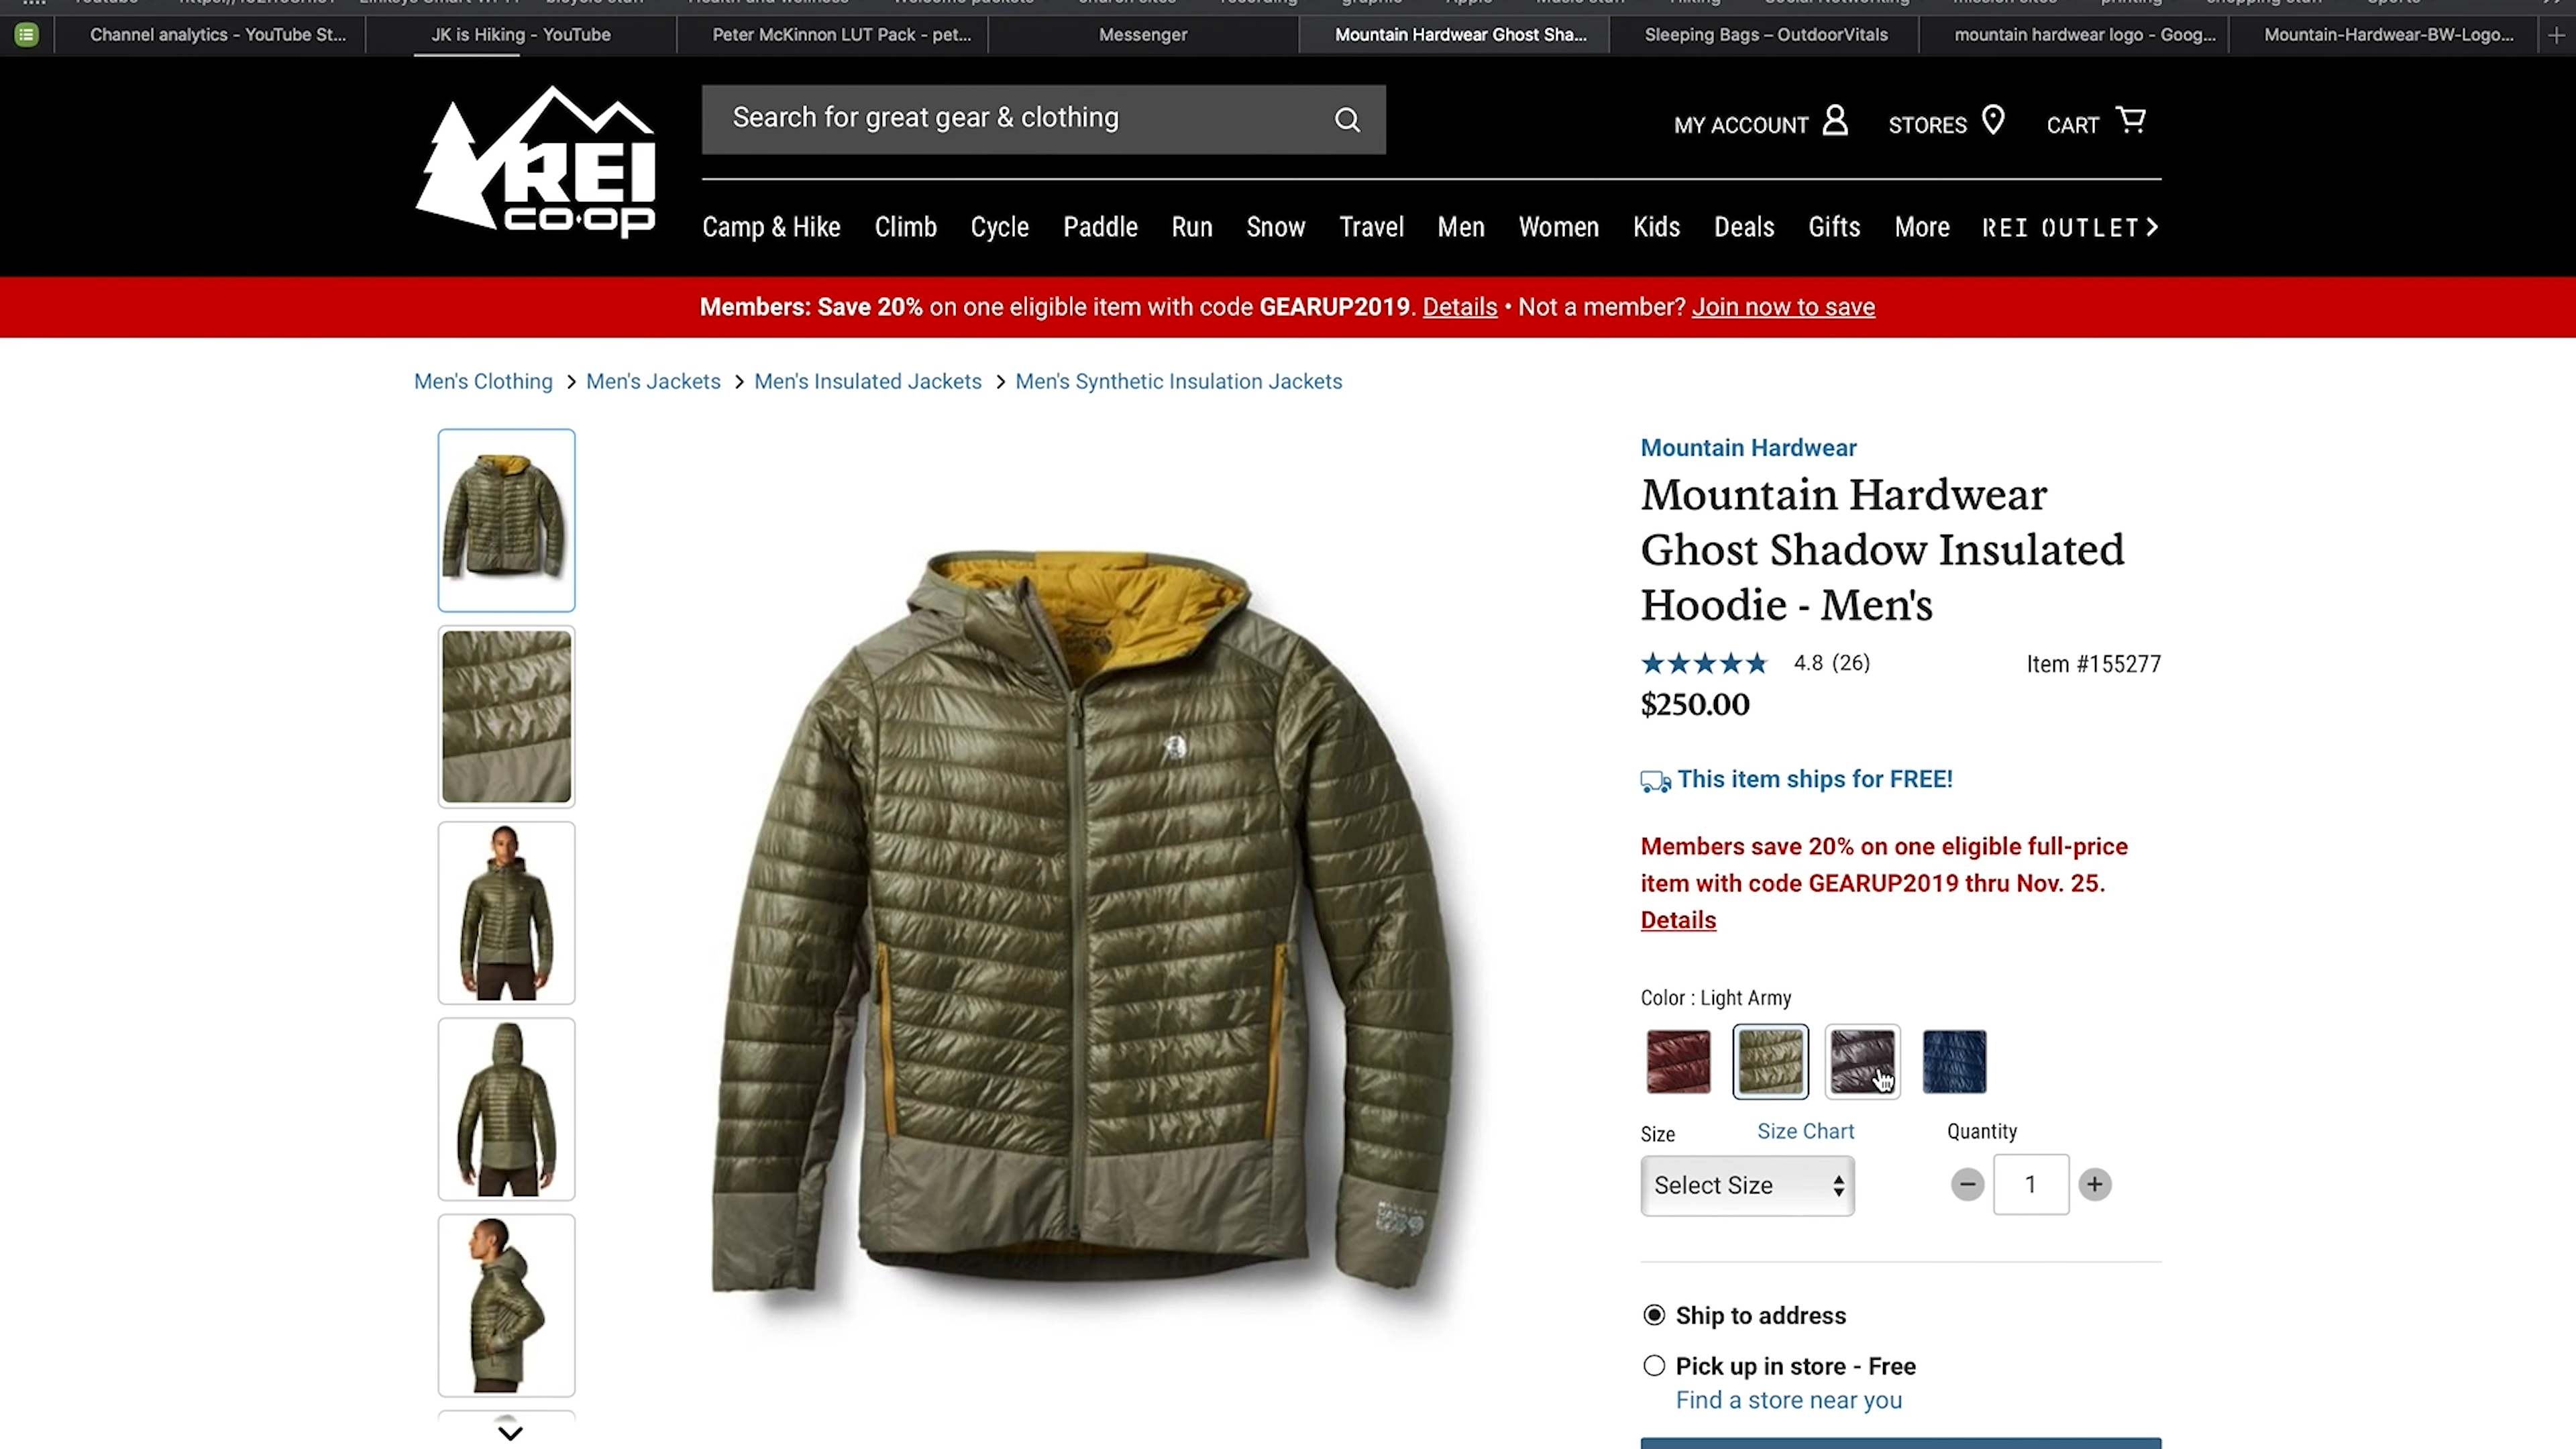 Channel analytics - YouTube St...
JK is Hiking - YouTube
Peter McKinnon LUT Pack - pet...
Messenger
Mountain Hardwear Ghost Sha...
Sleeping Bags – OutdoorVitals
mountain hardwear logo - Goog...
Mountain-Hardwear-BW-Logo...
REI
CO·OP
Search for great gear & clothing
MY ACCOUNT
STORES
CART
Camp & Hike Climb Cycle Paddle Run Snow Travel Men Women Kids Deals Gifts More REI OUTLET
Members: Save 20% on one eligible item with code GEARUP2019. Details • Not a member? Join now to save
Men's Clothing > Men's Jackets > Men's Insulated Jackets > Men's Synthetic Insulation Jackets
Mountain Hardwear
Mountain Hardwear
Ghost Shadow Insulated
Hoodie - Men's
4.8 (26)
Item #155277
$250.00
This item ships for FREE!
Members save 20% on one eligible full-price
item with code GEARUP2019 thru Nov. 25.
Details
Color : Light Army
Size
Size Chart
Quantity
Select Size
1
Ship to address
Pick up in store - Free
Find a store near you